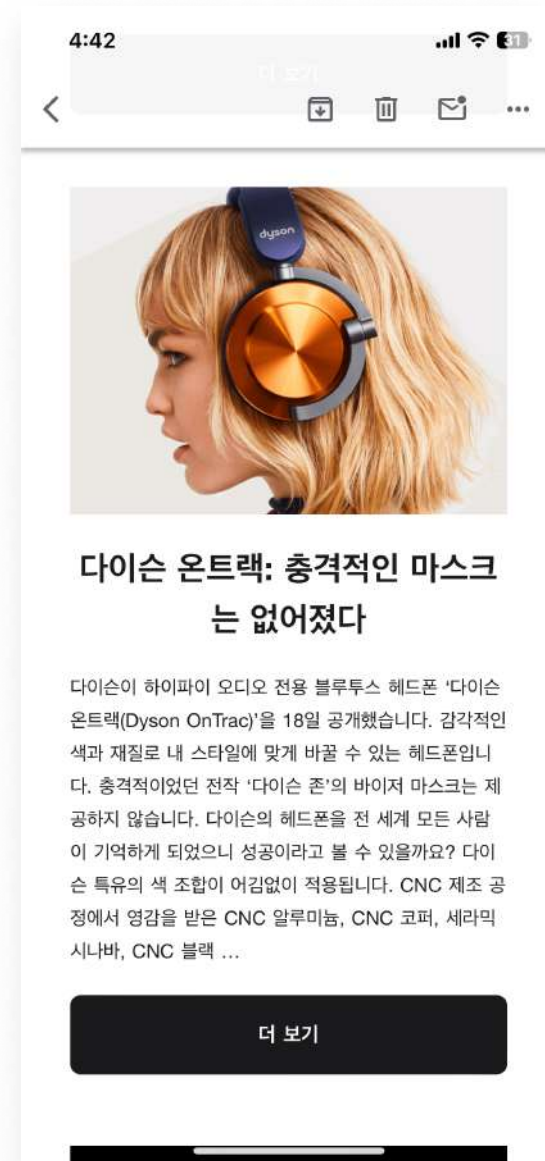 4:42
31
더 보기
dyson
다이슨 온트랙: 충격적인 마스크
는 없어졌다
다이슨이 하이파이 오디오 전용 블루투스 헤드폰 ‘다이슨
온트랙(Dyson OnTrac)’을 18일 공개했습니다. 감각적인
색과 재질로 내 스타일에 맞게 바꿀 수 있는 헤드폰입니
다. 충격적이었던 전작 ‘다이슨 존’의 바이저 마스크는 제
공하지 않습니다. 다이슨의 헤드폰을 전 세계 모든 사람
이 기억하게 되었으니 성공이라고 볼 수 있을까요? 다이
슨 특유의 색 조합이 어김없이 적용됩니다. CNC 제조 공
정에서 영감을 받은 CNC 알루미늄, CNC 코퍼, 세라믹
시나바, CNC 블랙 …
더 보기